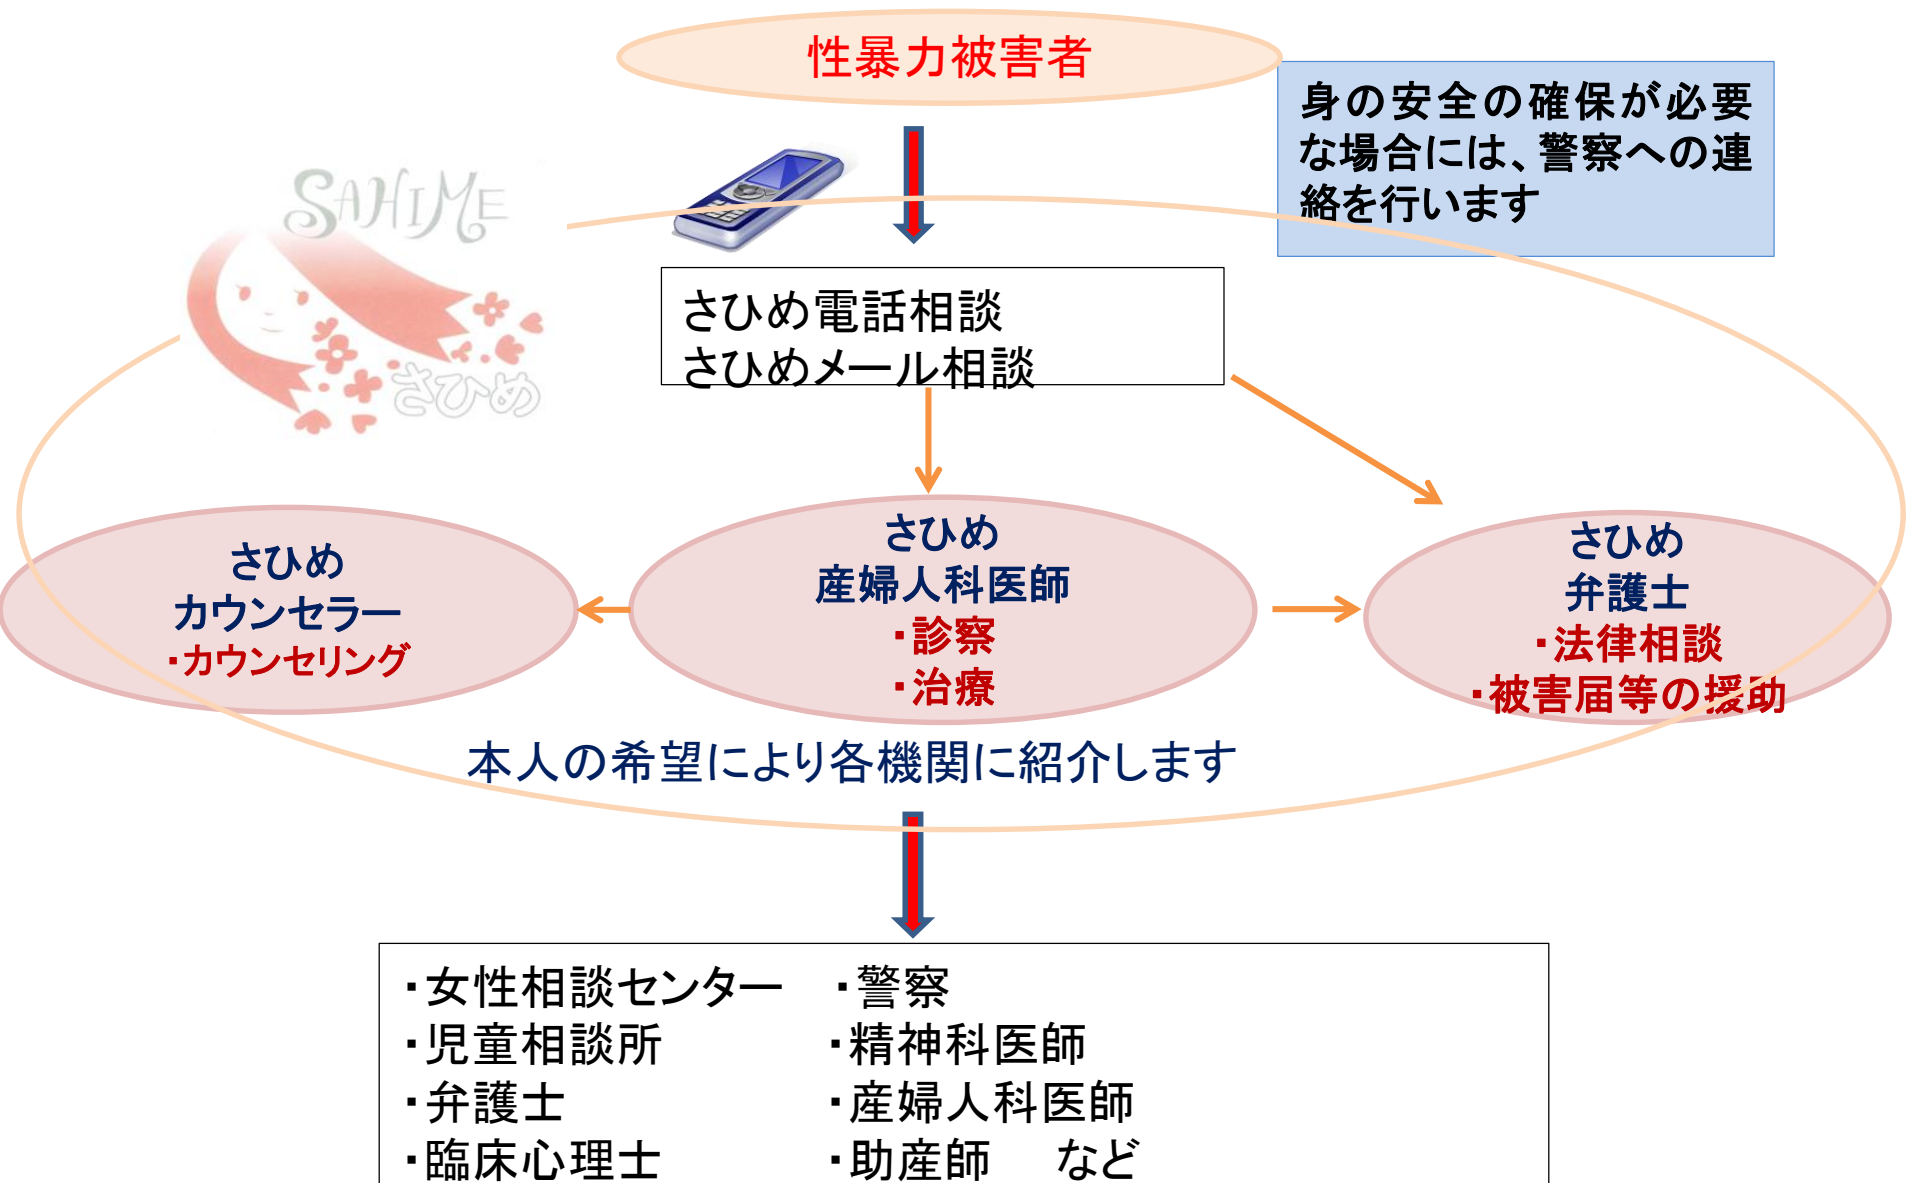 性暴力被害者
身の安全の確保が必要
な場合には、警察への連
絡を行います
SAHIME
さひめ
さひめ電話相談
さひめメール相談
さひめ
カウンセラー
・カウンセリング
さひめ
産婦人科医師
・診察
・治療
さひめ
弁護士
・法律相談
・被害届等の援助
本人の希望により各機関に紹介します
・女性相談センター ・警察
・児童相談所 ・精神科医師
・弁護士 ・産婦人科医師
・臨床心理士 ・助産師 など